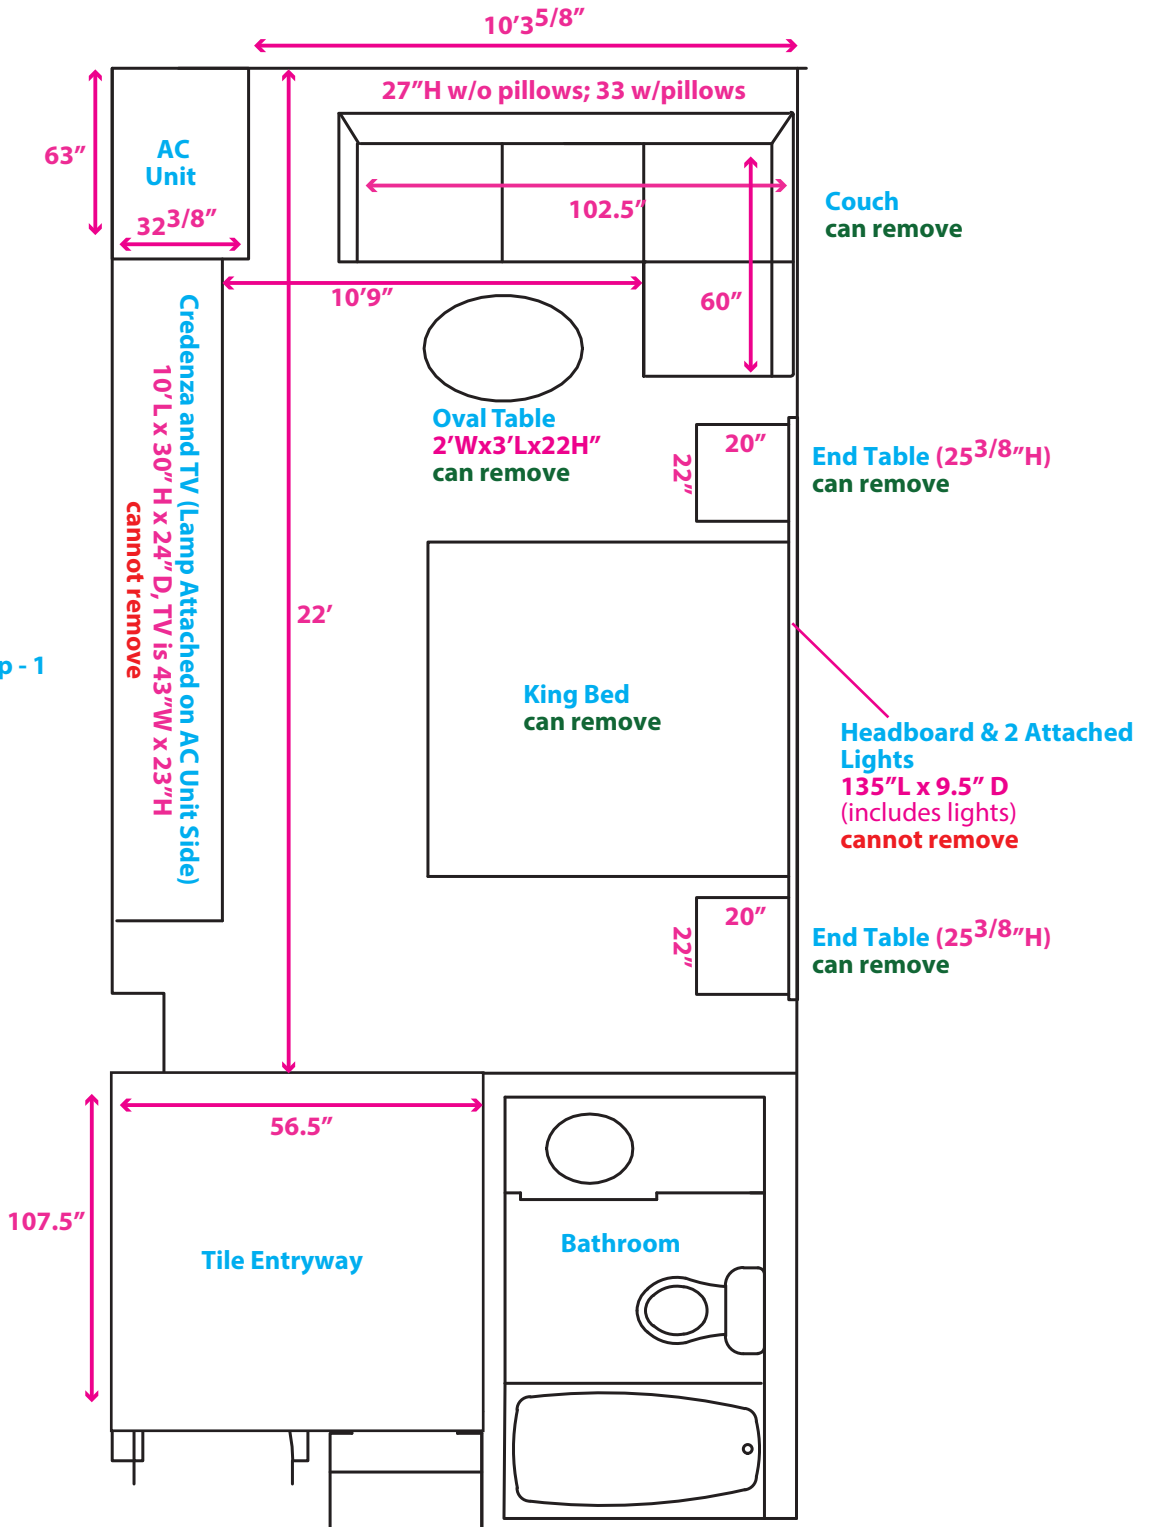 10’3 5/8”
27”H w/o pillows; 33 w/pillows
63”
AC
Unit
32 3/8”
102.5”
Couch
can remove
10’9”
60”
Oval Table
2’Wx3’Lx22H”
can remove
20”
22”
End Table (25 3/8”H)
can remove
Credenza and TV (Lamp Attached on AC Unit Side)
10’L x 30” H x 24” D, TV is 43”W x 23”H
cannot remove
22’
p - 1
King Bed
can remove
Headboard & 2 Attached
Lights
135”L x 9.5” D
(includes lights)
cannot remove
20”
22”
End Table (25 3/8”H)
can remove
56.5”
107.5”
Tile Entryway
Bathroom